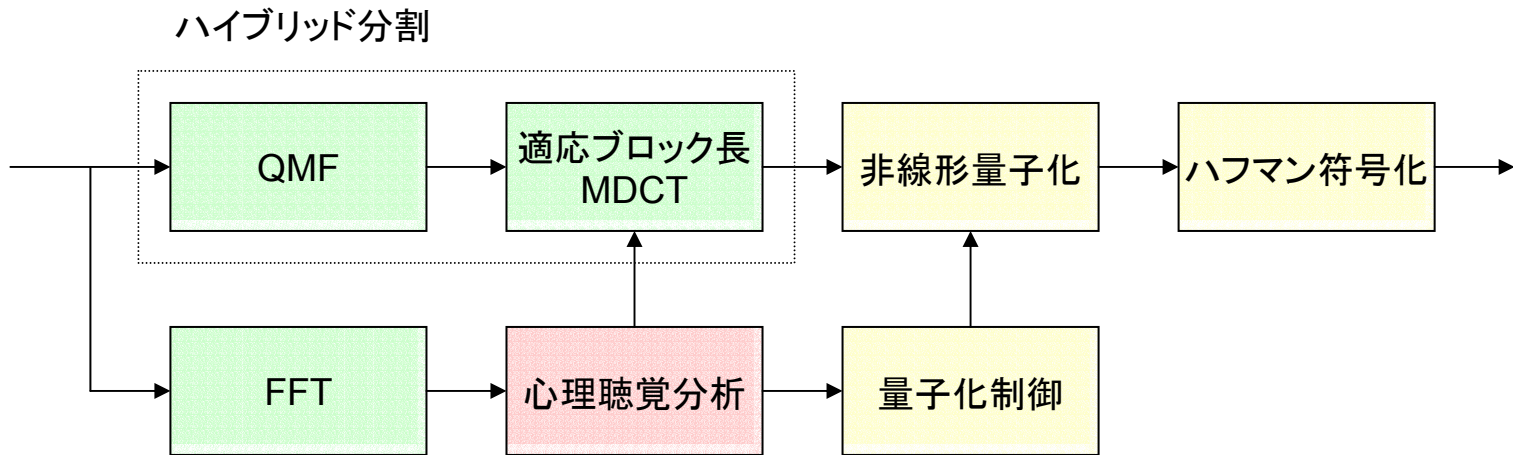 ハイブリッド分割
QMF
適応ブロック長
MDCT
非線形量子化
ハフマン符号化
FFT
心理聴覚分析
量子化制御